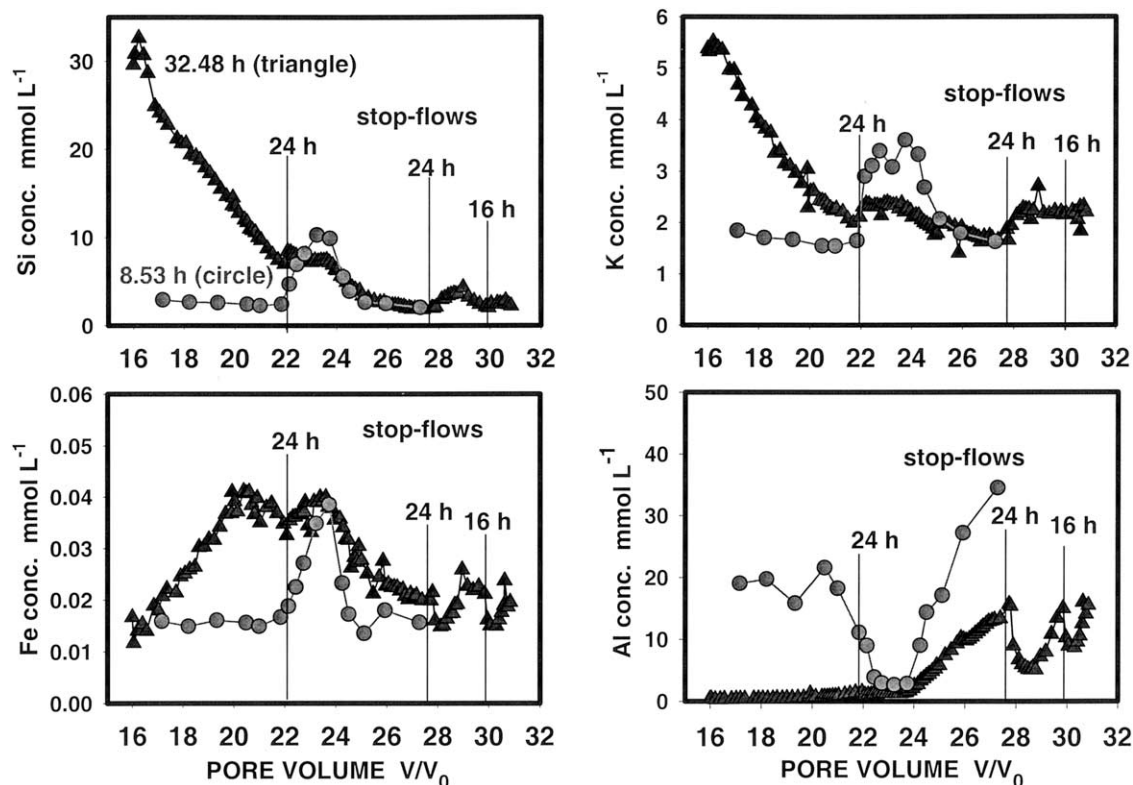 Si conc. mmol L-1
30
20
10
0
32.48 h (triangle)
stop-flows
24 h
24 h
16 h
8.53 h (circle)
16 18 20 22 24 26 28 30 32
K conc. mmol L-1
6
5
4
3
2
1
0
stop-flows
24 h
24 h
16 h
16 18 20 22 24 26 28 30 32
Fe conc. mmol L-1
0.06
0.05
0.04
0.03
0.02
0.01
0.00
stop-flows
24 h
24 h
16 h
16 18 20 22 24 26 28 30 32
PORE VOLUME V/V0
Al conc. mmol L-1
50
40
30
20
10
0
stop-flows
24 h
24 h
16 h
16 18 20 22 24 26 28 30 32
PORE VOLUME V/V0